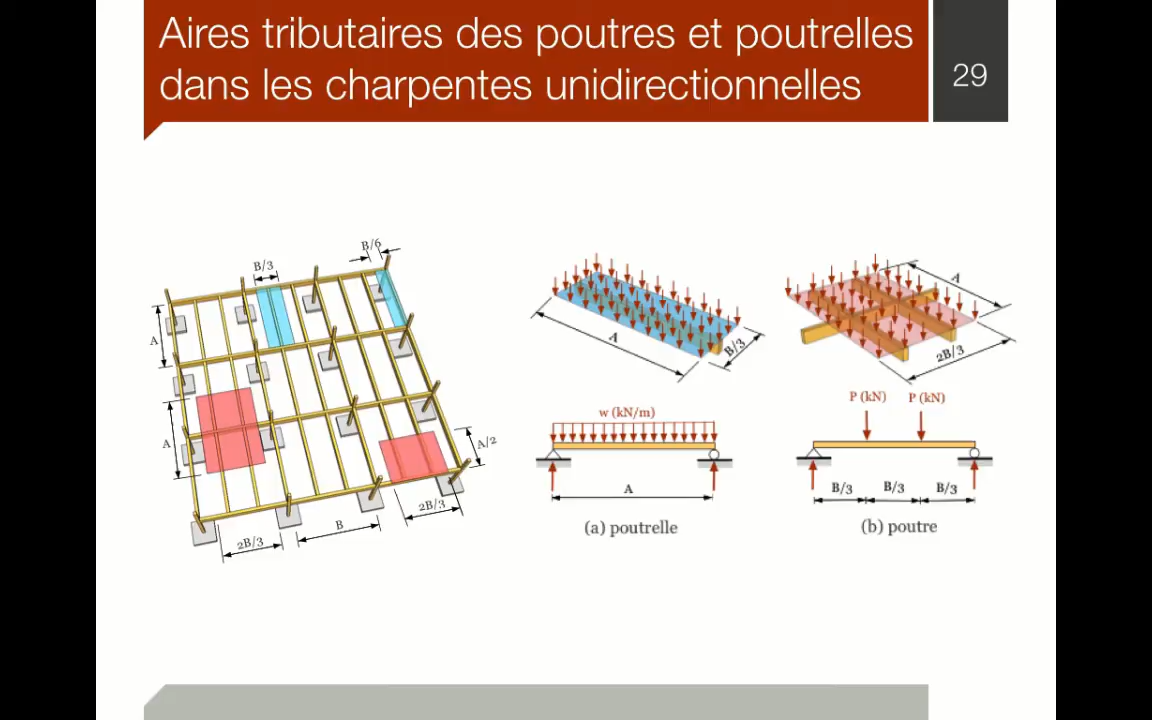 Aires tributaires des poutres et poutrelles
dans les charpentes unidirectionnelles
29
B/3
B/6
A
A
A/2
2B/3
B
2B/3
A
B/3
w (kN/m)
A
(a) poutrelle
A
2B/3
P (kN) P (kN)
B/3 B/3 B/3
(b) poutre